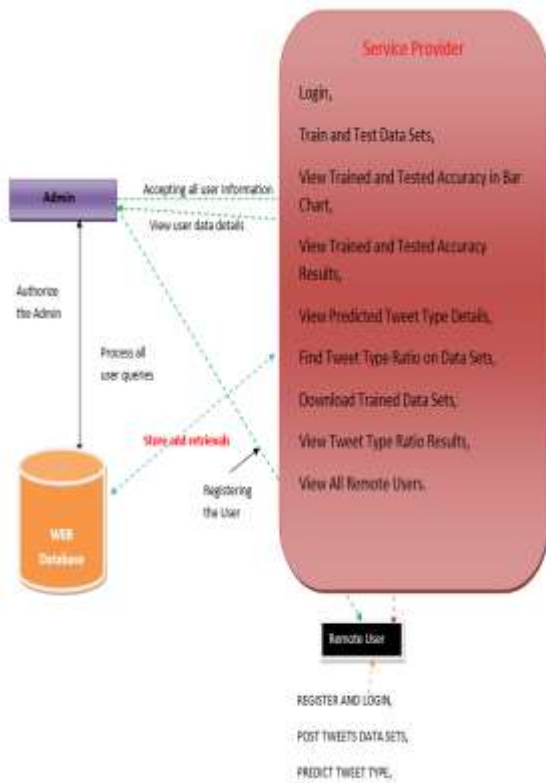 Service Provider
Login,
Train and Test Data Sets,
View Trained and Tested Accuracy in Bar
Chart,
View Trained and Tested Accuracy
Results,
View Predicted Tweet Type Details,
Find Tweet Type Ratio on Data Sets,
Download Trained Data Sets,
View Tweet Type Ratio Results,
View All Remote Users.
Admin
Accepting all user Information
View user data details
Authorize
the Admin
Process all
user queries
Store and retrievals
Registering
the User
WEB
Database
Remote User
REGISTER AND LOGIN,
POST TWEETS DATA SETS,
PREDICT TWEET TYPE,